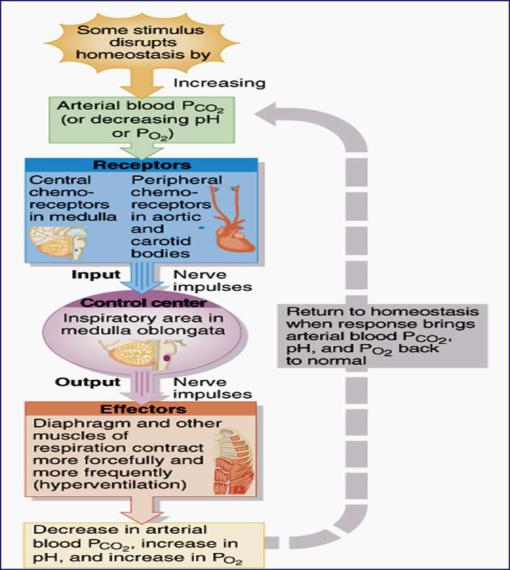 Some stimulus
disrupts
homeostasis by
Increasing
Arterial blood PCO2
(or decreasing pH
or PO2)
Receptors
Central
chemo-
receptors
in medulla
Peripheral
chemo-
receptors
in aortic
and
carotid
bodies
Input
Nerve
impulses
Control center
Inspiratory area in
medulla oblongata
Output
Nerve
impulses
Effectors
Diaphragm and other
muscles of
respiration contract
more forcefully and
more frequently
(hyperventilation)
Decrease in arterial
blood PCO2, increase in
pH, and increase in PO2
Return to homeostasis
when response brings
arterial blood PCO2,
pH, and PO2 back
to normal